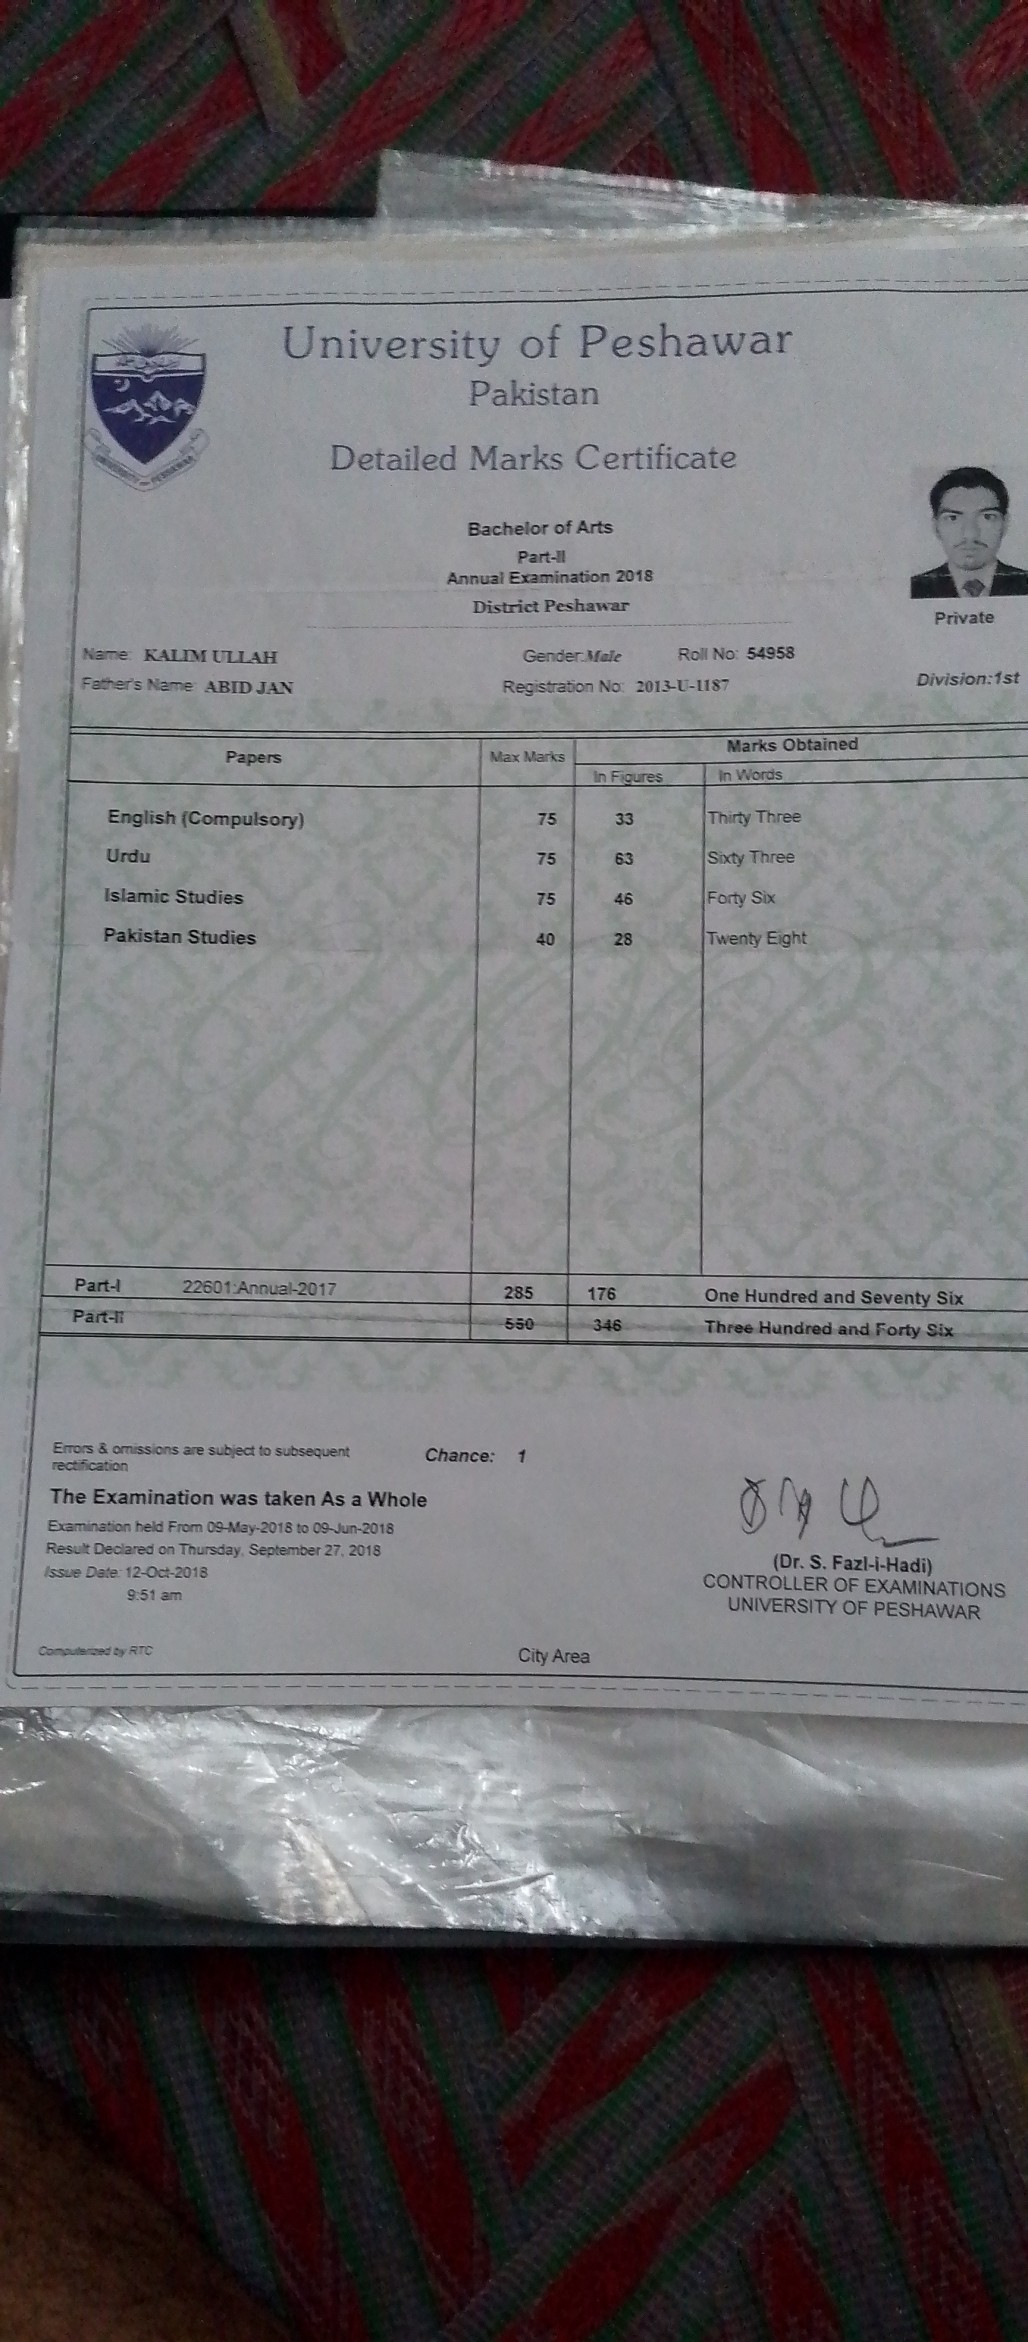 University of Peshawar
Pakistan
Detailed Marks Certificate
UNIVERSITY OF PESHAWAR
Bachelor of Arts
Part-II
Annual Examination 2018
District Peshawar
Private
Name: KALIM ULLAH Gender: Male Roll No: 54958
Father's Name: ABID JAN Registration No: 2013-U-1187 Division:1st
Papers Max Marks Marks Obtained
In Figures In Words
English (Compulsory) 75 33 Thirty Three
Urdu 75 63 Sixty Three
Islamic Studies 75 46 Forty Six
Pakistan Studies 40 28 Twenty Eight
Part-I 22601:Annual-2017 285 176 One Hundred and Seventy Six
Part-Ii 550 346 Three Hundred and Forty Six
Errors & omissions are subject to subsequent
rectification
Chance: 1
The Examination was taken As a Whole
Examination held From 09-May-2018 to 09-Jun-2018
Result Declared on Thursday, September 27, 2018
Issue Date: 12-Oct-2018
9:51 am
(Dr. S. Fazl-i-Hadi)
CONTROLLER OF EXAMINATIONS
UNIVERSITY OF PESHAWAR
Computerized by RTC
City Area